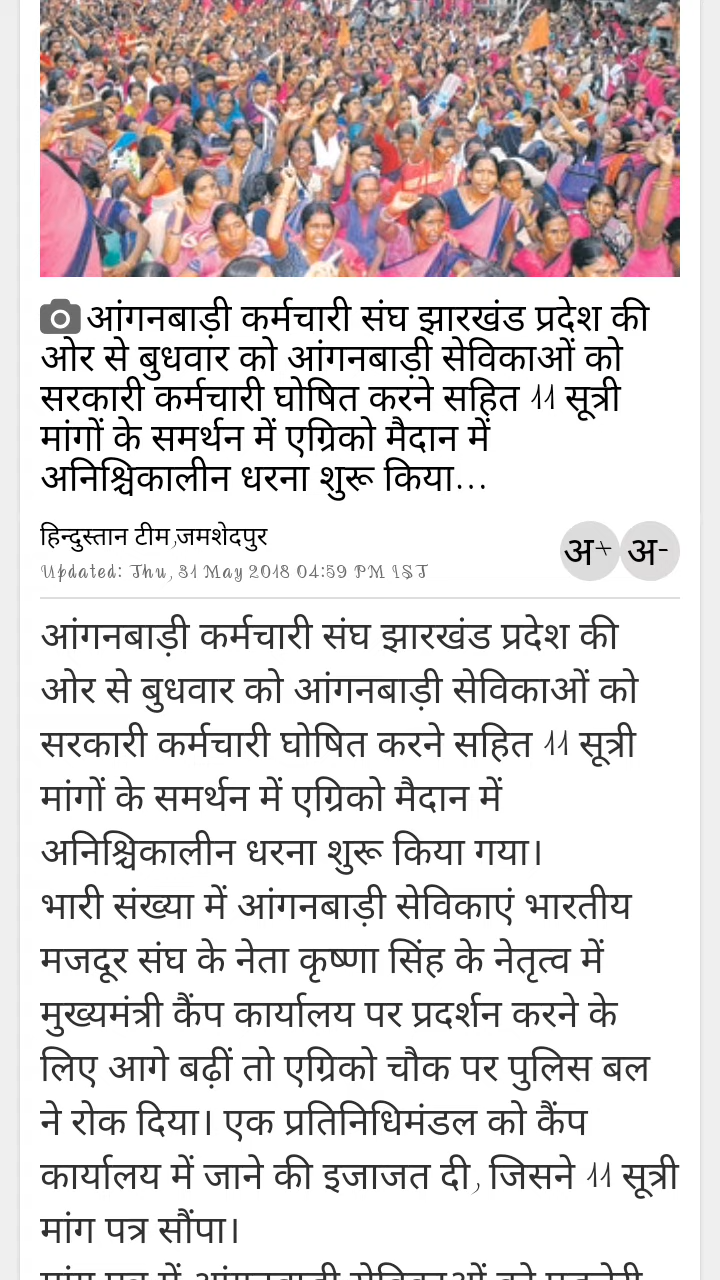 आंगनबाड़ी कर्मचारी संघ झारखंड प्रदेश की
ओर से बुधवार को आंगनबाड़ी सेविकाओं को
सरकारी कर्मचारी घोषित करने सहित 11 सूत्री
मांगों के समर्थन में एग्रिको मैदान में
अनिश्चिकालीन धरना शुरू किया...
हिन्दुस्तान टीम,जमशेदपुर
Updated: Thu, 31 May 2018 04:59 PM IST
अ+ अ-
आंगनबाड़ी कर्मचारी संघ झारखंड प्रदेश की
ओर से बुधवार को आंगनबाड़ी सेविकाओं को
सरकारी कर्मचारी घोषित करने सहित 11 सूत्री
मांगों के समर्थन में एग्रिको मैदान में
अनिश्चिकालीन धरना शुरू किया गया।
भारी संख्या में आंगनबाड़ी सेविकाएं भारतीय
मजदूर संघ के नेता कृष्णा सिंह के नेतृत्व में
मुख्यमंत्री कैंप कार्यालय पर प्रदर्शन करने के
लिए आगे बढ़ीं तो एग्रिको चौक पर पुलिस बल
ने रोक दिया। एक प्रतिनिधिमंडल को कैंप
कार्यालय में जाने की इजाजत दी, जिसने 11 सूत्री
मांग पत्र सौंपा।